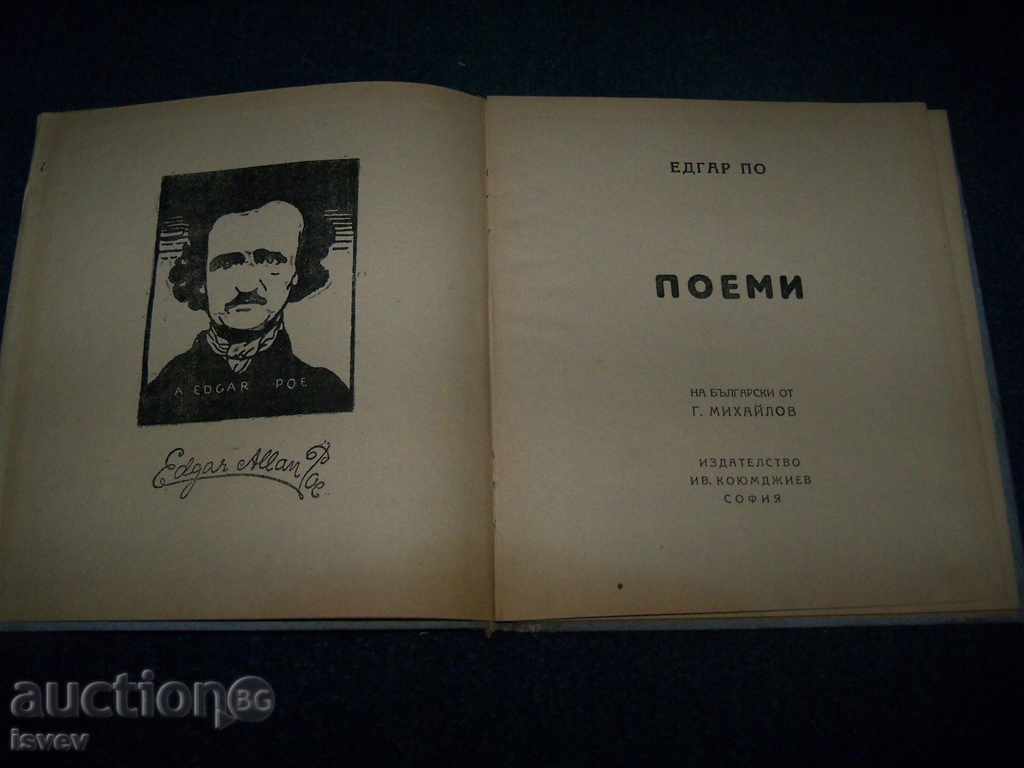 A EDGAR POE
Edgar Allan Poe
ЕДГАР ПО
ПОЕМИ
НА БЪЛГАРСКИ ОТ
Г. МИХАЙЛОВ
ИЗДАТЕЛСТВО
ИВ. КОЮМДЖИЕВ
СОФИЯ
auction BG
isvev